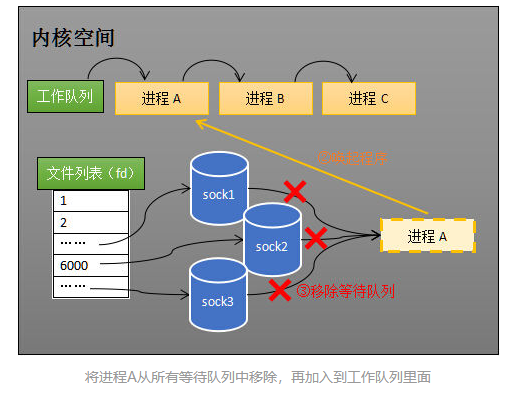 内核空间
工作队列
进程 A
进程 B
进程 C
文件列表（fd）
1
2
……
6000
……
sock1
sock2
sock3
进程 A
③移除等待队列
将进程A从所有等待队列中移除，再加入到工作队列里面